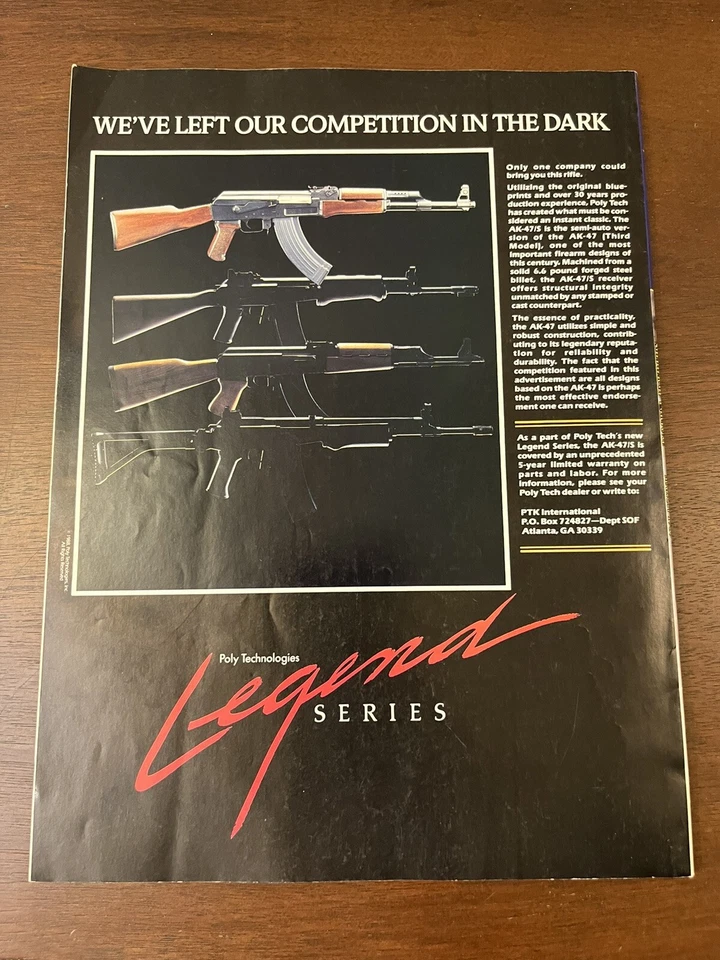 WE'VE LEFT OUR COMPETITION IN THE DARK
Only one company could
bring you this rifle.
Utilizing the original blue-
prints and over 30 years pro-
duction experience, Poly Tech
has created what must be con-
sidered an instant classic. The
AK-47/S is the semi-auto ver-
sion of the AK-47 (Third
Model), one of the most
important firearm designs of
this century. Machined from a
solid 6.6 pound forged steel
billet, the AK-47/S receiver
offers structural integrity
unmatched by any stamped or
cast counterpart.
The essence of practicality,
the AK-47 utilizes simple and
robust construction, contrib-
uting to its legendary reputa-
tion for reliability and
durability. The fact that the
competition featured in this
advertisement are all designs
based on the AK-47 is perhaps
the most effective endorse-
ment one can receive.
As a part of Poly Tech's new
Legend Series, the AK-47/S is
covered by an unprecedented
5-year limited warranty on
parts and labor. For more
information, please see your
Poly Tech dealer or write to:
PTK International
P.O. Box 724827—Dept SOF
Atlanta, GA 30339
Poly Technologies, Inc
All Rights Reserved
Poly Technologies
Legend
SERIES